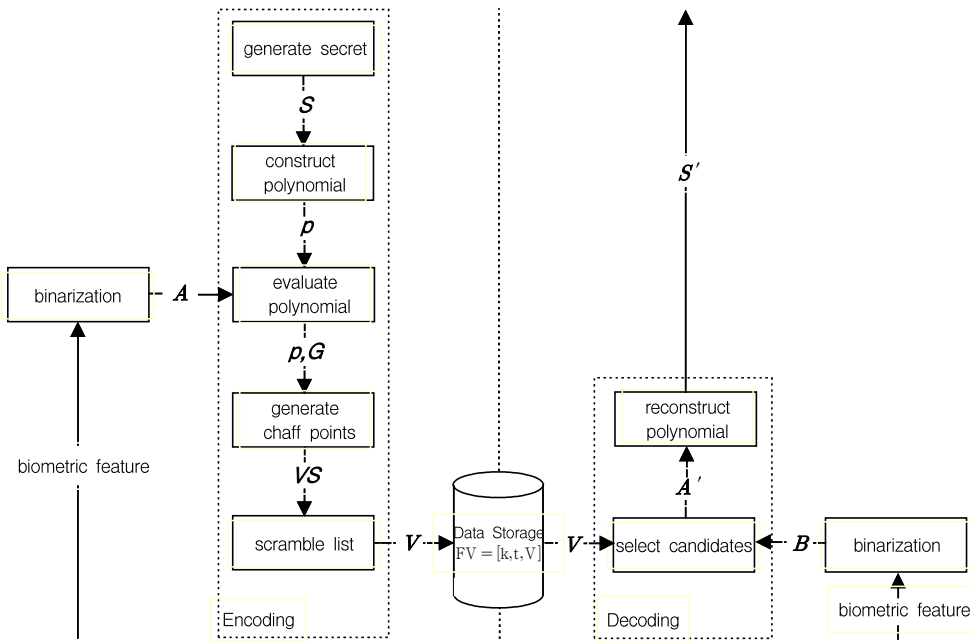 generate secret
S
construct
polynomial
p
binarization
A
evaluate
polynomial
p,G
generate
chaff points
biometric feature
VS
scramble list
V
Data Storage
FV = [k,t,V]
V
Encoding
S′
reconstruct
polynomial
A′
select candidates
B
binarization
Decoding
biometric feature